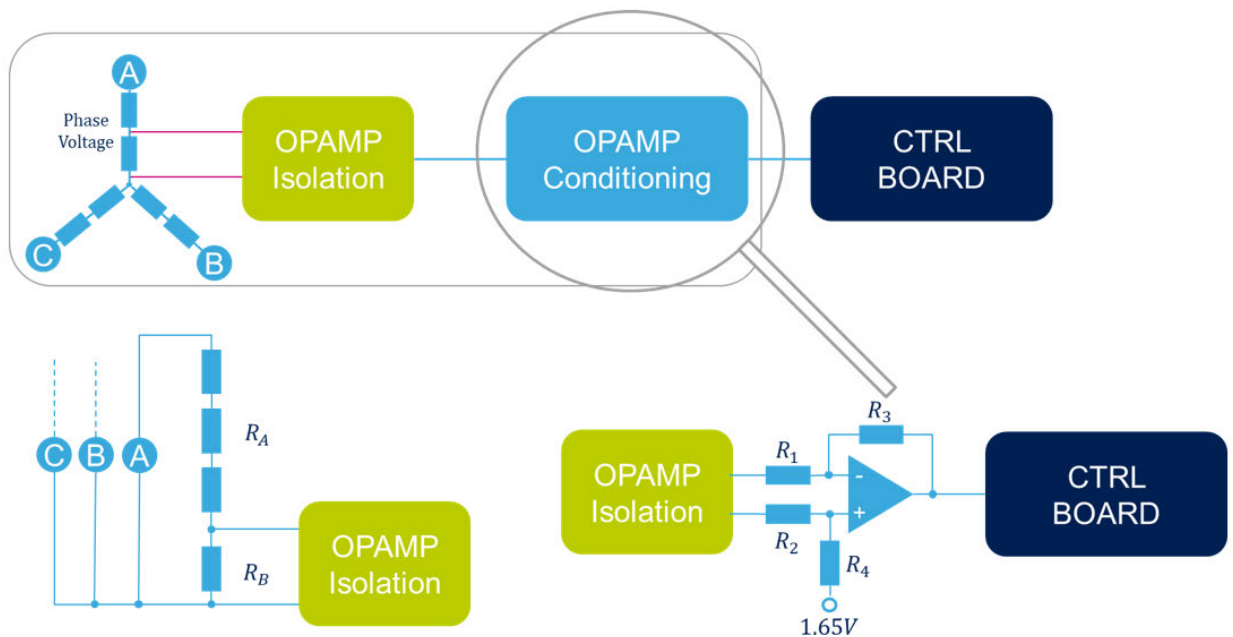 A
Phase
Voltage
C
B
OPAMP
Isolation
OPAMP
Conditioning
CTRL
BOARD
C
B
A
R_A
R_B
OPAMP
Isolation
OPAMP
Isolation
R_1
R_2
R_3
-
+
R_4
1.65V
CTRL
BOARD